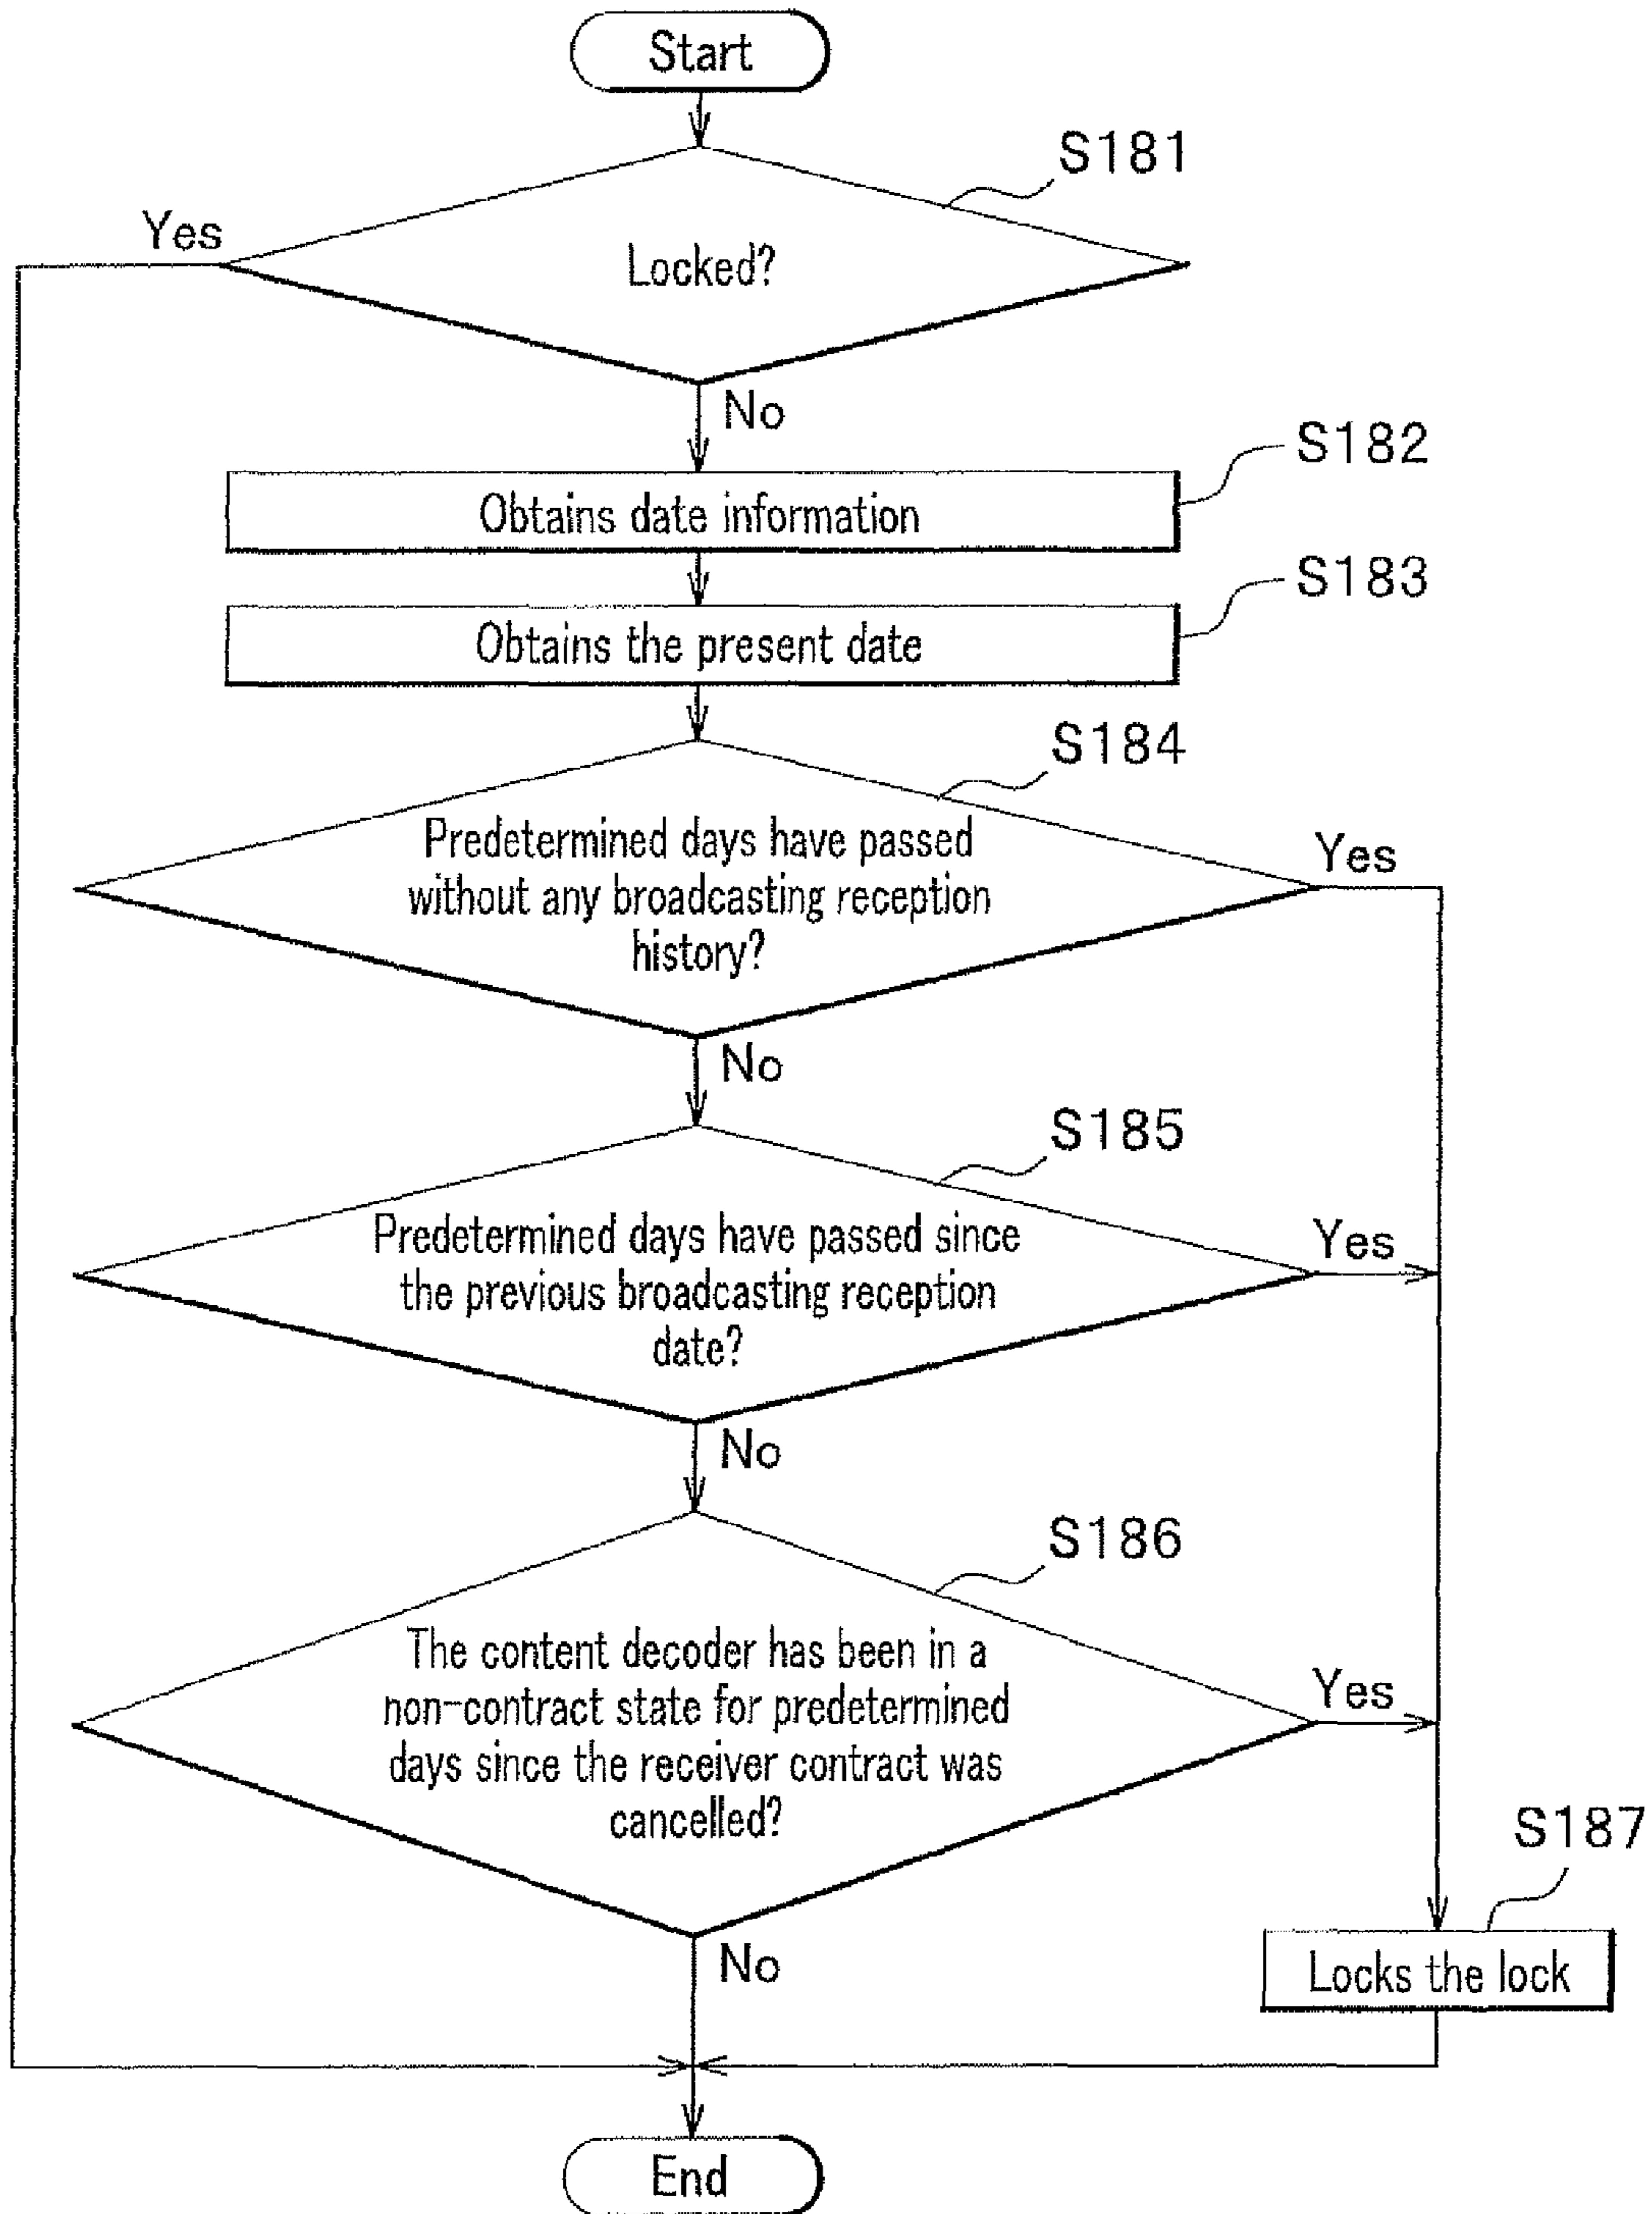 Start
S181
Yes
Locked?
No
S182
Obtains date information
S183
Obtains the present date
S184
Predetermined days have passed
without any broadcasting reception
history?
Yes
No
S185
Predetermined days have passed since
the previous broadcasting reception
date?
Yes
No
S186
The content decoder has been in a
non-contract state for predetermined
days since the receiver contract was
cancelled?
Yes
S187
No
Locks the lock
End